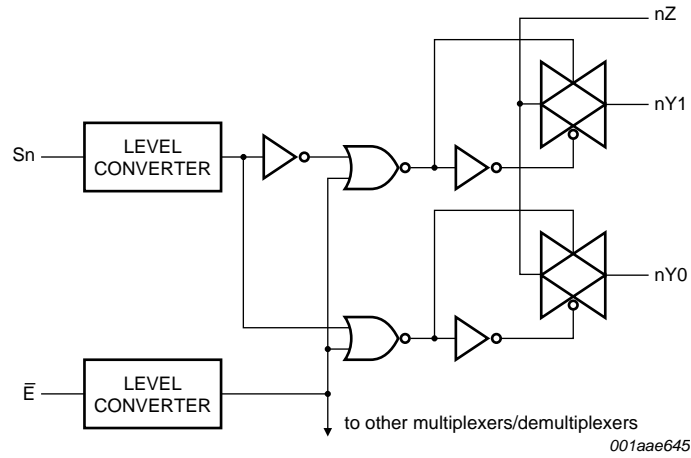 nZ
nY1
Sn
LEVEL
CONVERTER
nY0
E̅
LEVEL
CONVERTER
to other multiplexers/demultiplexers
001aae645